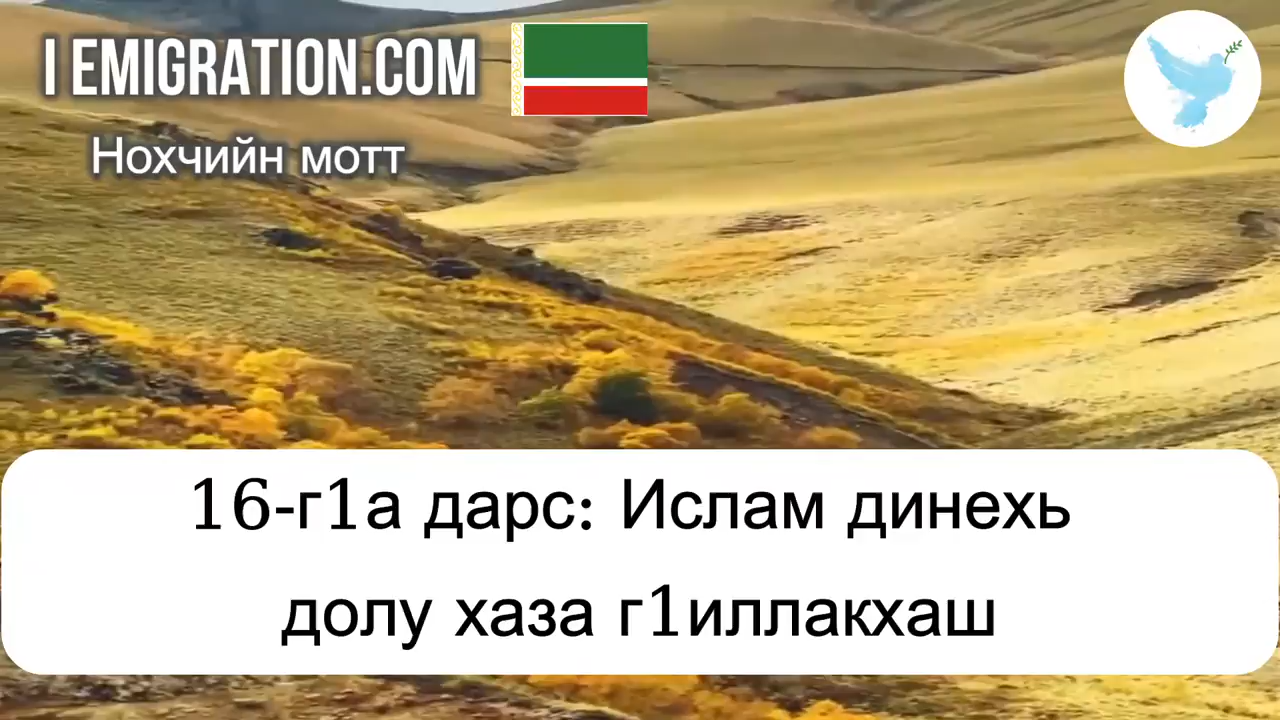 I EMIGRATION.COM
Нохчийн мотт
16-г1а дарс: Ислам динехь
долу хаза г1иллакхаш